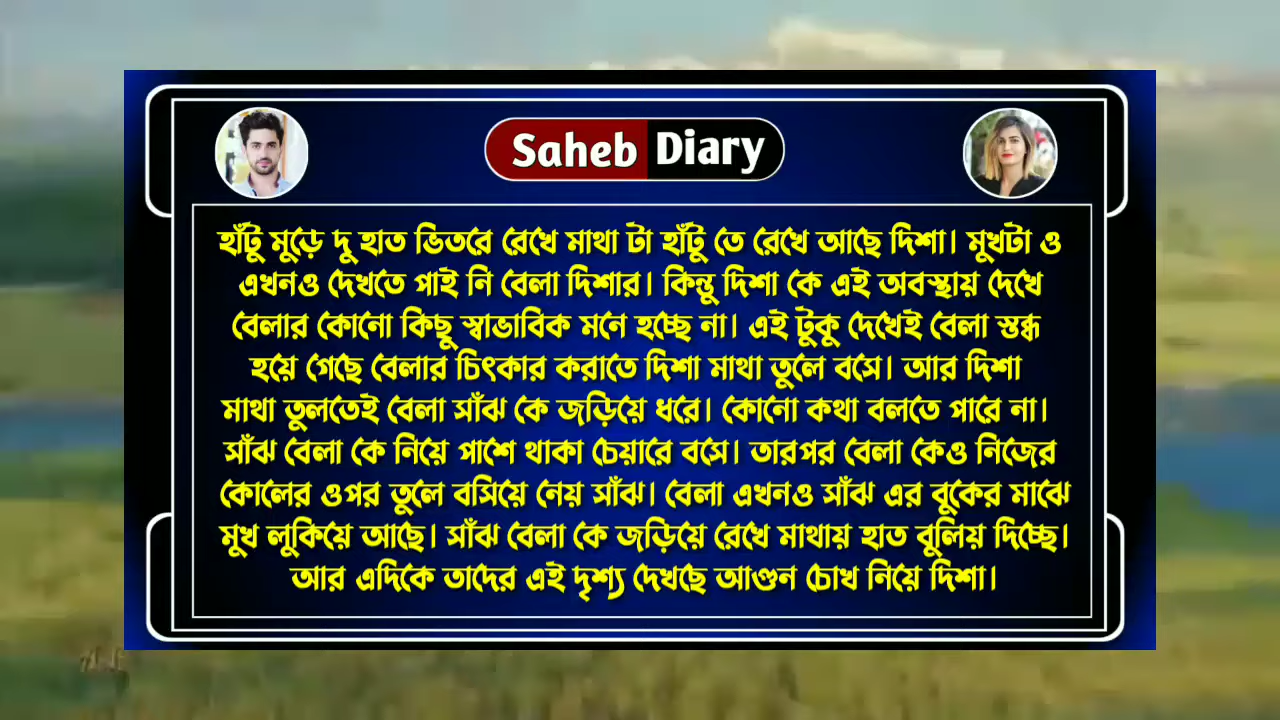 Saheb Diary
হাঁটু মুড়ে দু হাত ভিতরে রেখে মাথা টা হাঁটু তে রেখে আছে দিশা। মুখটা ও
এখনও দেখতে পাই নি বেলা দিশার। কিন্তু দিশা কে এই অবস্থায় দেখে
বেলার কোনো কিছু স্বাভাবিক মনে হচ্ছে না। এই টুকু দেখেই বেলা স্তব্ধ
হয়ে গেছে বেলার চিৎকার করাতে দিশা মাথা তুলে বসে। আর দিশা
মাথা তুলতেই বেলা সাঁঝ কে জড়িয়ে ধরে। কোনো কথা বলতে পারে না।
সাঁঝ বেলা কে নিয়ে পাশে থাকা চেয়ারে বসে। তারপর বেলা কেও নিজের
কোলের ওপর তুলে বসিয়ে নেয় সাঁঝ। বেলা এখনও সাঁঝ এর বুকের মাঝে
মুখ লুকিয়ে আছে। সাঁঝ বেলা কে জড়িয়ে রেখে মাথায় হাত বুলিয় দিচ্ছে।
আর এদিকে তাদের এই দৃশ্য দেখছে আগুন চোখ নিয়ে দিশা।